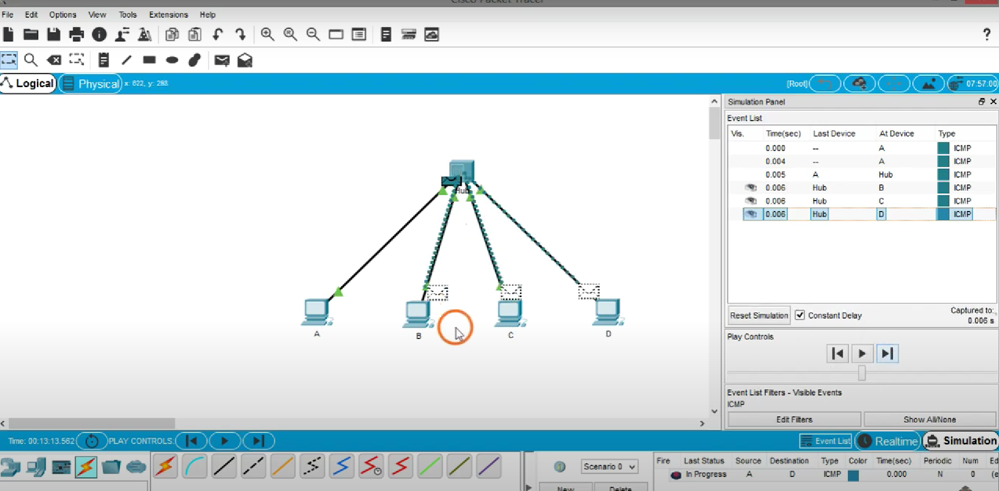 Cisco Packet Tracer
File Edit Options View Tools Extensions Help
?
Logical Physical x: 622, y: 288 [Root] 07:57:00
Simulation Panel
Event List
Vis. Time(sec) Last Device At Device Type
0.000 -- A ICMP
0.004 -- A ICMP
0.005 A Hub ICMP
0.006 Hub B ICMP
0.006 Hub C ICMP
0.006 Hub D ICMP
Hub
A B C D
Reset Simulation Constant Delay Captured to:
0.006 s
Play Controls
Event List Filters - Visible Events
ICMP
Edit Filters Show All/None
Time: 00:13:13.562 PLAY CONTROLS: Event List Realtime Simulation
Scenario 0
Fire Last Status Source Destination Type Color Time(sec) Periodic Num Ed
In Progress A D ICMP 0.000 N 0 (e
New Delete